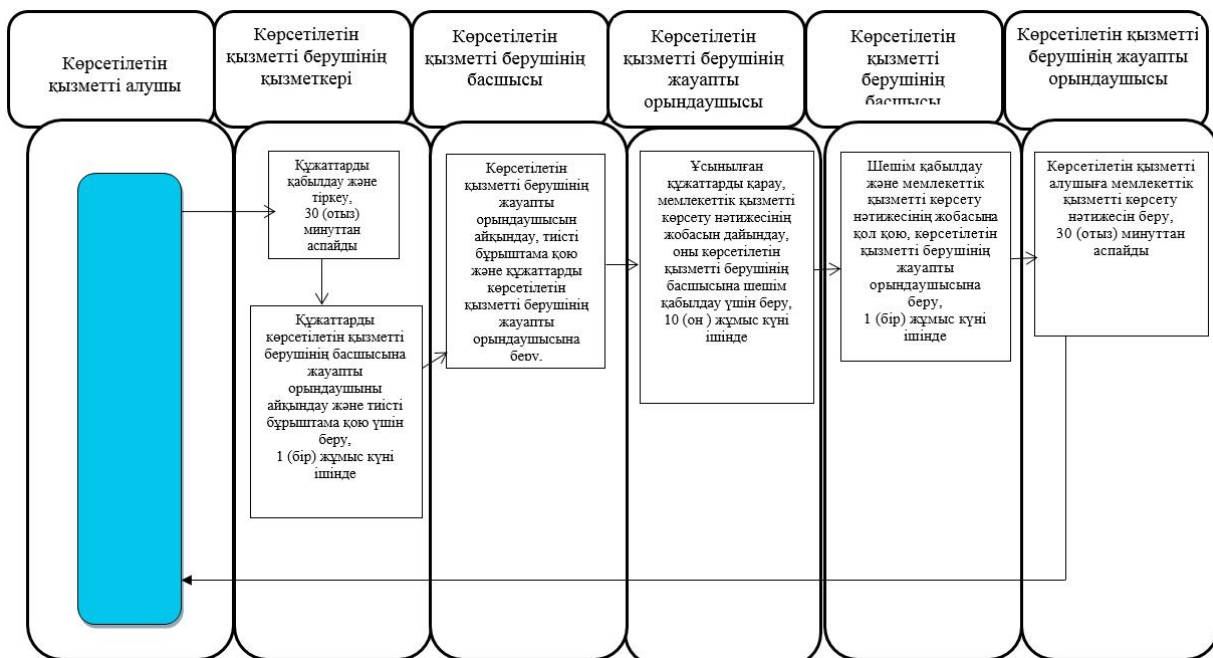 Көрсетілетін
қызметті алушы
Көрсетілетін
қызметті берушінің
қызметкері
Көрсетілетін
қызметті берушінің
басшысы
Көрсетілетін
қызметті берушінің
жауапты
орындаушысы
Көрсетілетін
қызметті
берушінің
басшысы
Көрсетілетін қызметті
берушінің жауапты
орындаушысы
Құжаттарды
қабылдау және
тіркеу,
30 (отыз)
минуттан
аспайды
Құжаттарды
көрсетілетін қызметті
берушінің басшысына
жауапты
орындаушыны
айқындау және тиісті
бұрыштама қою үшін
беру,
1 (бір) жұмыс күні
ішінде
Көрсетілетін
қызметті берушінің
жауапты
орындаушысын
айқындау, тиісті
бұрыштама қою
және құжаттарды
көрсетілетін
қызметті берушінің
жауапты
орындаушысына
беру,
Ұсынылған
құжаттарды қарау,
мемлекеттік қызметті
көрсету нәтижесінің
жобасын дайындау,
оны көрсетілетін
қызметті берушінің
басшысына шешім
қабылдау үшін беру,
10 (он ) жұмыс күні
ішінде
Шешім қабылдау
және мемлекеттік
қызметті көрсету
нәтижесінің жобасына
қол қою, көрсетілетін
қызметті берушінің
жауапты
орындаушысына
беру,
1 (бір) жұмыс күні
ішінде
Көрсетілетін қызметті
алушыға мемлекеттік
қызметті көрсету
нәтижесін беру,
30 (отыз) минуттан
аспайды